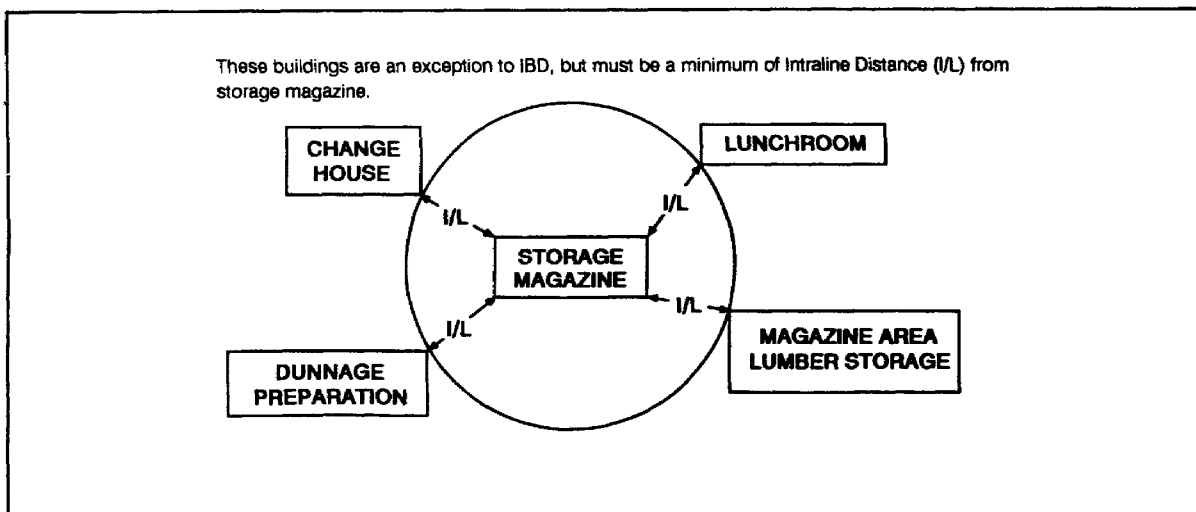 These buildings are an exception to IBD, but must be a minimum of Intraline Distance (I/L) from
storage magazine.
CHANGE
HOUSE
LUNCHROOM
I/L
I/L
STORAGE
MAGAZINE
I/L
I/L
MAGAZINE AREA
LUMBER STORAGE
DUNNAGE
PREPARATION